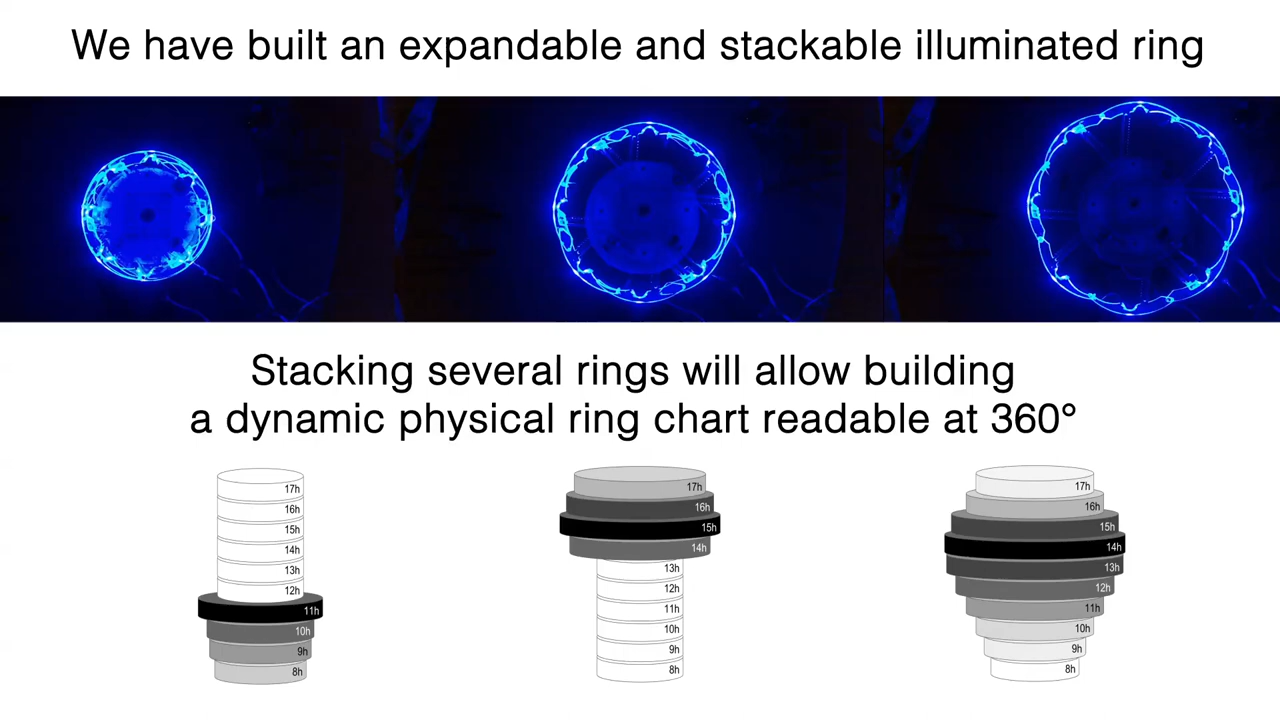 We have built an expandable and stackable illuminated ring
Stacking several rings will allow building
a dynamic physical ring chart readable at 360°
17h
16h
15h
14h
13h
12h
11h
10h
9h
8h
17h
16h
15h
14h
13h
12h
11h
10h
9h
8h
17h
16h
15h
14h
13h
12h
11h
10h
9h
8h